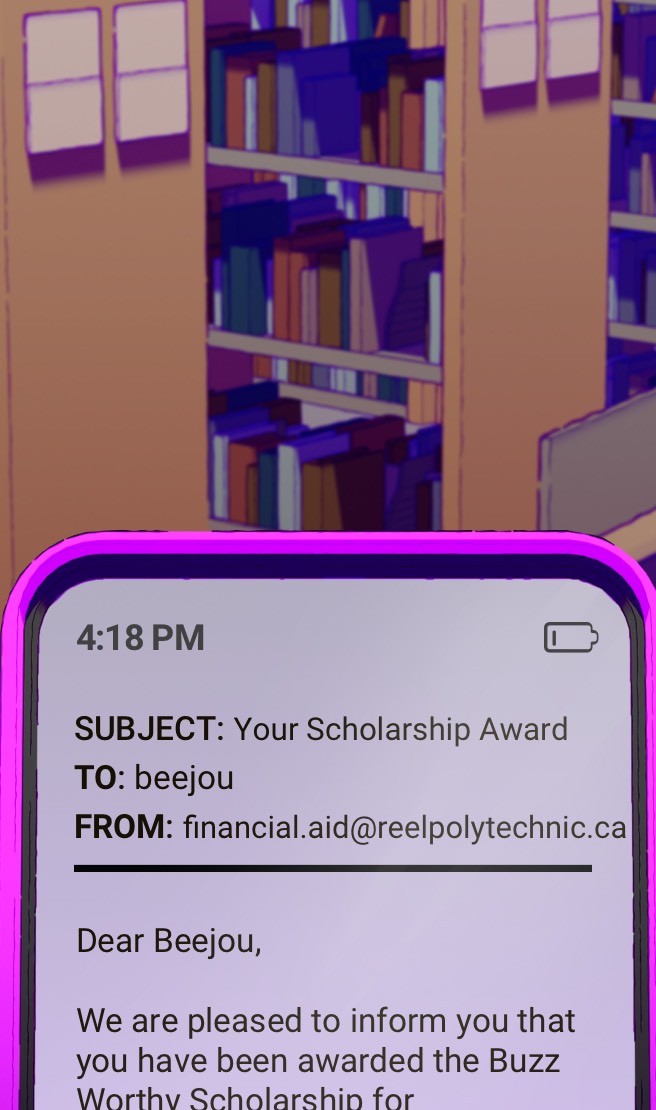 4:18 PM
SUBJECT: Your Scholarship Award
TO: beejou
FROM: financial.aid@reelpolytechnic.ca
Dear Beejou,
We are pleased to inform you that
you have been awarded the Buzz
Worthy Scholarship for